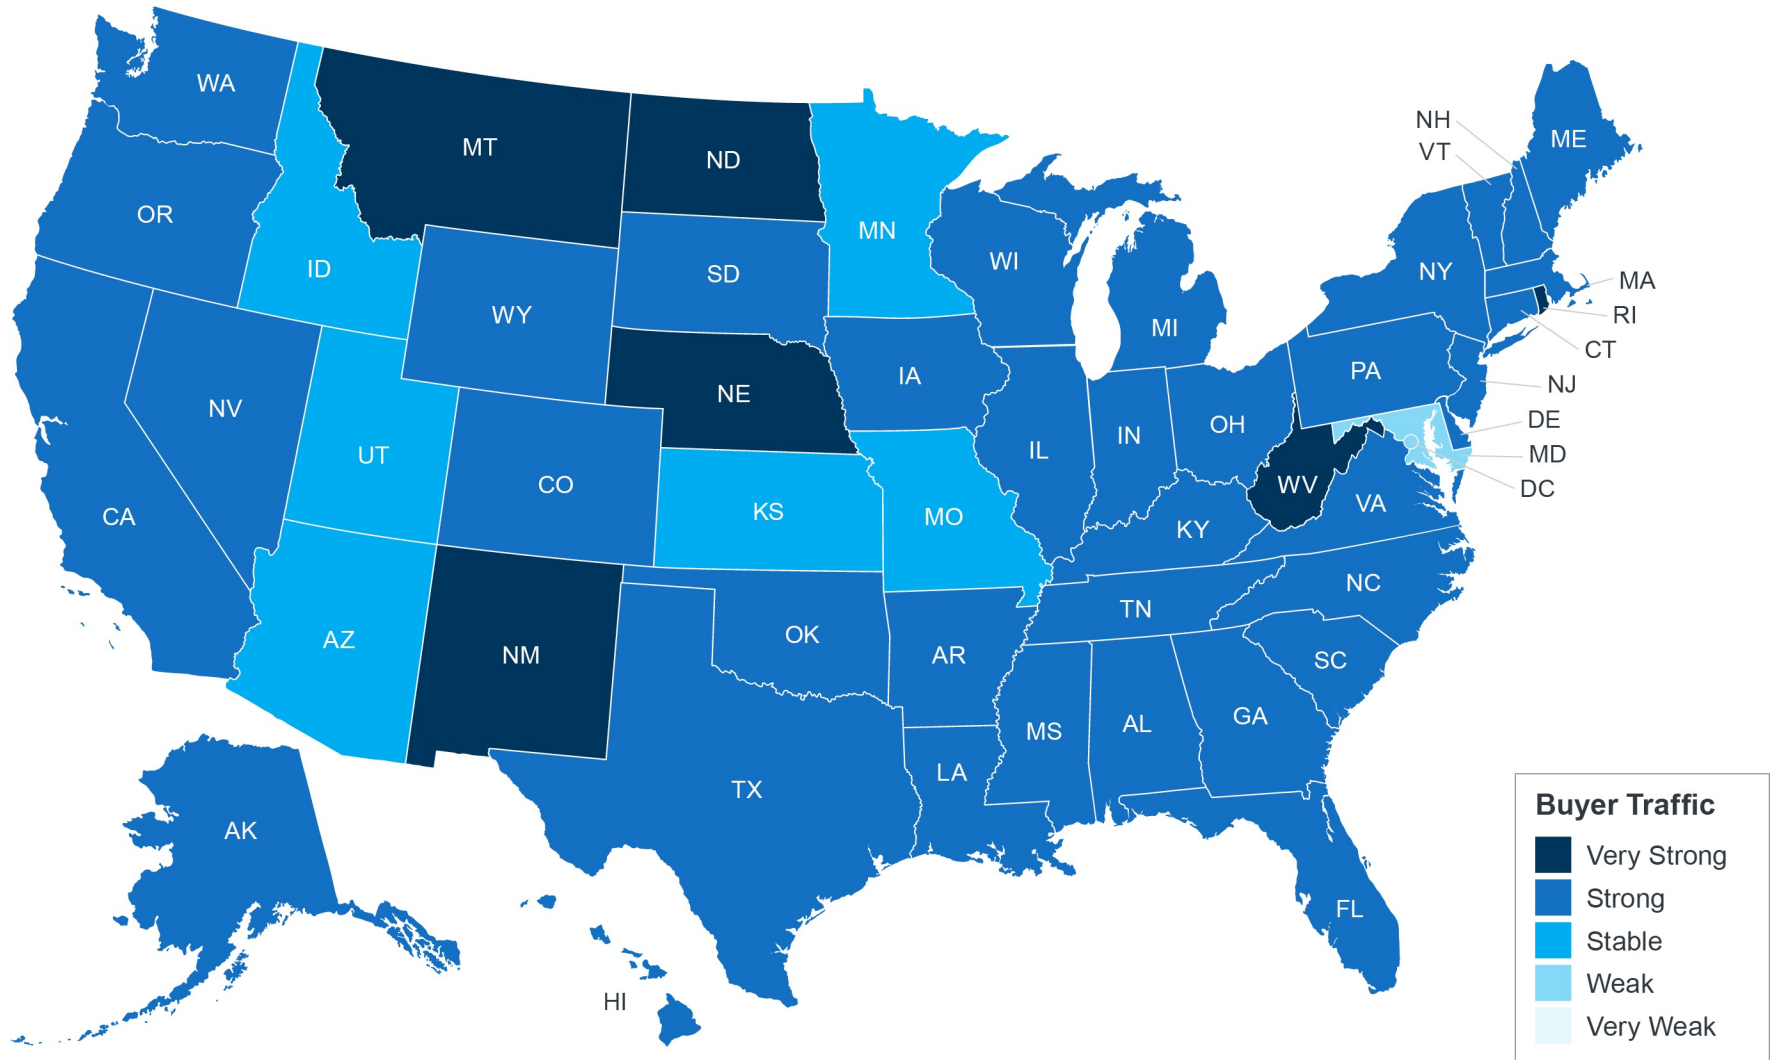 WA
MT
ND
MN
OR
ID
WY
SD
WI
MI
NY
NH
VT
ME
MA
RI
CT
NJ
DE
MD
DC
PA
NV
UT
CO
NE
IA
IL
IN
OH
WV
VA
CA
KS
MO
KY
NC
AZ
NM
OK
AR
TN
SC
TX
LA
MS
AL
GA
FL
AK
HI
Buyer Traffic
Very Strong
Strong
Stable
Weak
Very Weak